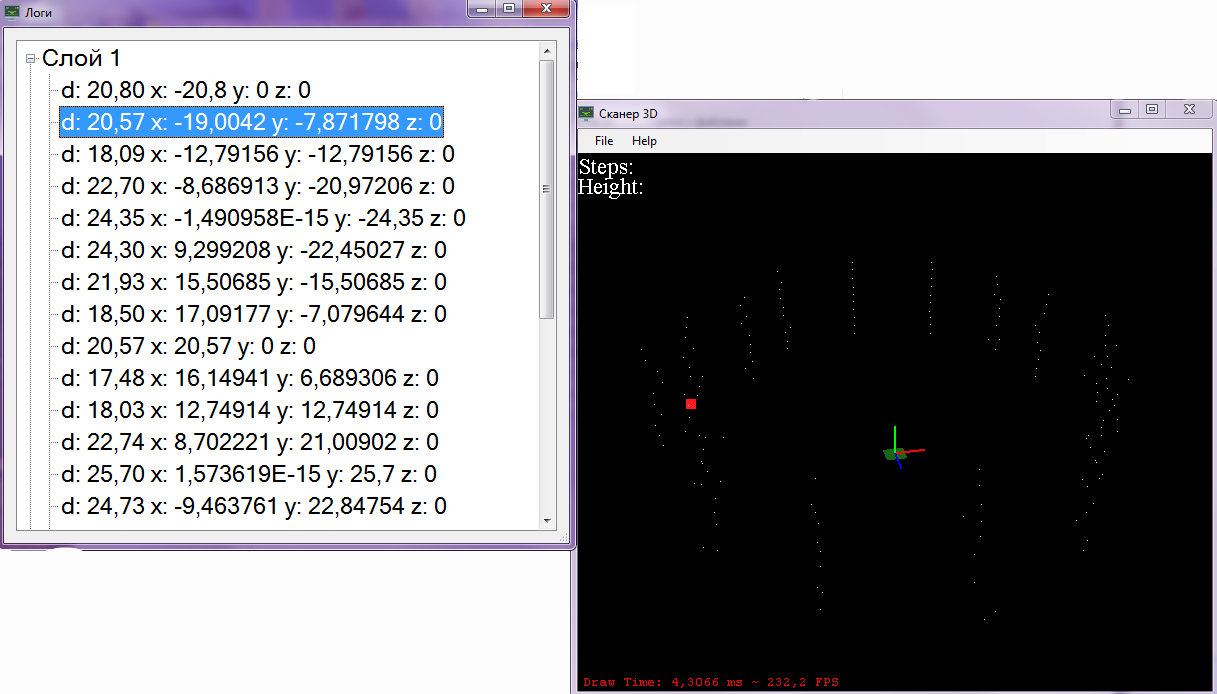 Логи
Слой 1
d: 20,80 x: -20,8 y: 0 z: 0
d: 20,57 x: -19,0042 y: -7,871798 z: 0
d: 18,09 x: -12,79156 y: -12,79156 z: 0
d: 22,70 x: -8,686913 y: -20,97206 z: 0
d: 24,35 x: -1,490958E-15 y: -24,35 z: 0
d: 24,30 x: 9,299208 y: -22,45027 z: 0
d: 21,93 x: 15,50685 y: -15,50685 z: 0
d: 18,50 x: 17,09177 y: -7,079644 z: 0
d: 20,57 x: 20,57 y: 0 z: 0
d: 17,48 x: 16,14941 y: 6,689306 z: 0
d: 18,03 x: 12,74914 y: 12,74914 z: 0
d: 22,74 x: 8,702221 y: 21,00902 z: 0
d: 25,70 x: 1,573619E-15 y: 25,7 z: 0
d: 24,73 x: -9,463761 y: 22,84754 z: 0
Сканер 3D
File Help
Steps:
Height:
Draw Time: 4,3066 ms ~ 232,2 FPS